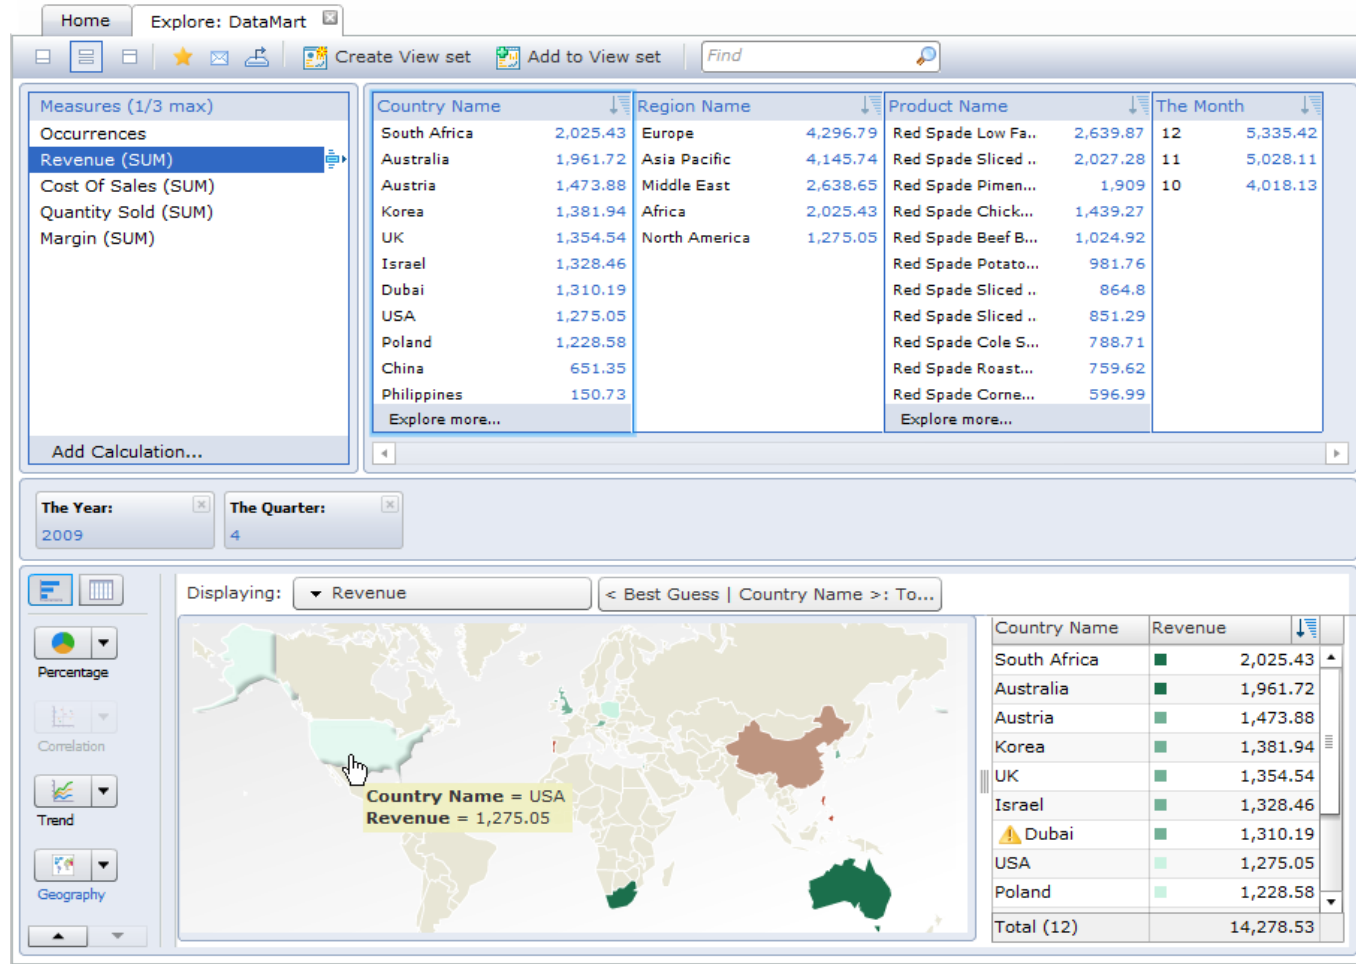 Home
Explore: DataMart
Create View set
Add to View set
Find
Measures (1/3 max)
Occurrences
Revenue (SUM)
Cost Of Sales (SUM)
Quantity Sold (SUM)
Margin (SUM)
Add Calculation...
Country Name
South Africa 2,025.43
Australia 1,961.72
Austria 1,473.88
Korea 1,381.94
UK 1,354.54
Israel 1,328.46
Dubai 1,310.19
USA 1,275.05
Poland 1,228.58
China 651.35
Philippines 150.73
Explore more...
Region Name
Europe 4,296.79
Asia Pacific 4,145.74
Middle East 2,638.65
Africa 2,025.43
North America 1,275.05
Product Name
Red Spade Low Fa.. 2,639.87
Red Spade Sliced .. 2,027.28
Red Spade Pimen... 1,909
Red Spade Chick... 1,439.27
Red Spade Beef B... 1,024.92
Red Spade Potato... 981.76
Red Spade Sliced .. 864.8
Red Spade Sliced .. 851.29
Red Spade Cole S... 788.71
Red Spade Roast... 759.62
Red Spade Corne... 596.99
Explore more...
The Month
12 5,335.42
11 5,028.11
10 4,018.13
The Year:
2009
The Quarter:
4
Percentage
Correlation
Trend
Geography
Displaying:
Revenue
< Best Guess | Country Name >: To...
Country Name = USA
Revenue = 1,275.05
Country Name Revenue
South Africa 2,025.43
Australia 1,961.72
Austria 1,473.88
Korea 1,381.94
UK 1,354.54
Israel 1,328.46
Dubai 1,310.19
USA 1,275.05
Poland 1,228.58
Total (12) 14,278.53